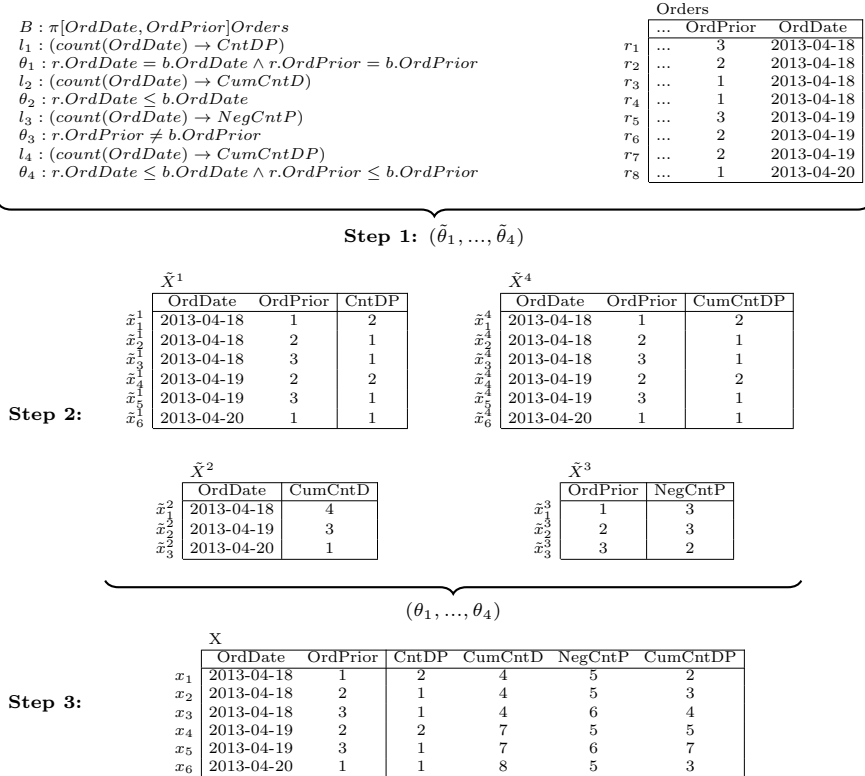 B : π[OrdDate, OrdPrior]Orders
l₁ : (count(OrdDate) → CntDP)
θ₁ : r.OrdDate = b.OrdDate ∧ r.OrdPrior = b.OrdPrior
l₂ : (count(OrdDate) → CumCntD)
θ₂ : r.OrdDate ≤ b.OrdDate
l₃ : (count(OrdDate) → NegCntP)
θ₃ : r.OrdPrior ≠ b.OrdPrior
l₄ : (count(OrdDate) → CumCntDP)
θ₄ : r.OrdDate ≤ b.OrdDate ∧ r.OrdPrior ≤ b.OrdPrior
Orders
... OrdPrior OrdDate
r₁ ... 3 2013-04-18
r₂ ... 2 2013-04-18
r₃ ... 1 2013-04-18
r₄ ... 1 2013-04-18
r₅ ... 3 2013-04-19
r₆ ... 2 2013-04-19
r₇ ... 2 2013-04-19
r₈ ... 1 2013-04-20
Step 1: (θ̃₁, ..., θ̃₄)
Step 2:
X̃¹
OrdDate OrdPrior CntDP
x̃¹₁ 2013-04-18 1 2
x̃¹₂ 2013-04-18 2 1
x̃¹₃ 2013-04-18 3 1
x̃¹₄ 2013-04-19 2 2
x̃¹₅ 2013-04-19 3 1
x̃¹₆ 2013-04-20 1 1
X̃⁴
OrdDate OrdPrior CumCntDP
x̃⁴₁ 2013-04-18 1 2
x̃⁴₂ 2013-04-18 2 1
x̃⁴₃ 2013-04-18 3 1
x̃⁴₄ 2013-04-19 2 2
x̃⁴₅ 2013-04-19 3 1
x̃⁴₆ 2013-04-20 1 1
X̃²
OrdDate CumCntD
x̃²₁ 2013-04-18 4
x̃²₂ 2013-04-19 3
x̃²₃ 2013-04-20 1
X̃³
OrdPrior NegCntP
x̃³₁ 1 3
x̃³₂ 2 3
x̃³₃ 3 2
(θ₁, ..., θ₄)
Step 3:
X
OrdDate OrdPrior CntDP CumCntD NegCntP CumCntDP
x₁ 2013-04-18 1 2 4 5 2
x₂ 2013-04-18 2 1 4 5 3
x₃ 2013-04-18 3 1 4 6 4
x₄ 2013-04-19 2 2 7 5 5
x₅ 2013-04-19 3 1 7 6 7
x₆ 2013-04-20 1 1 8 5 3